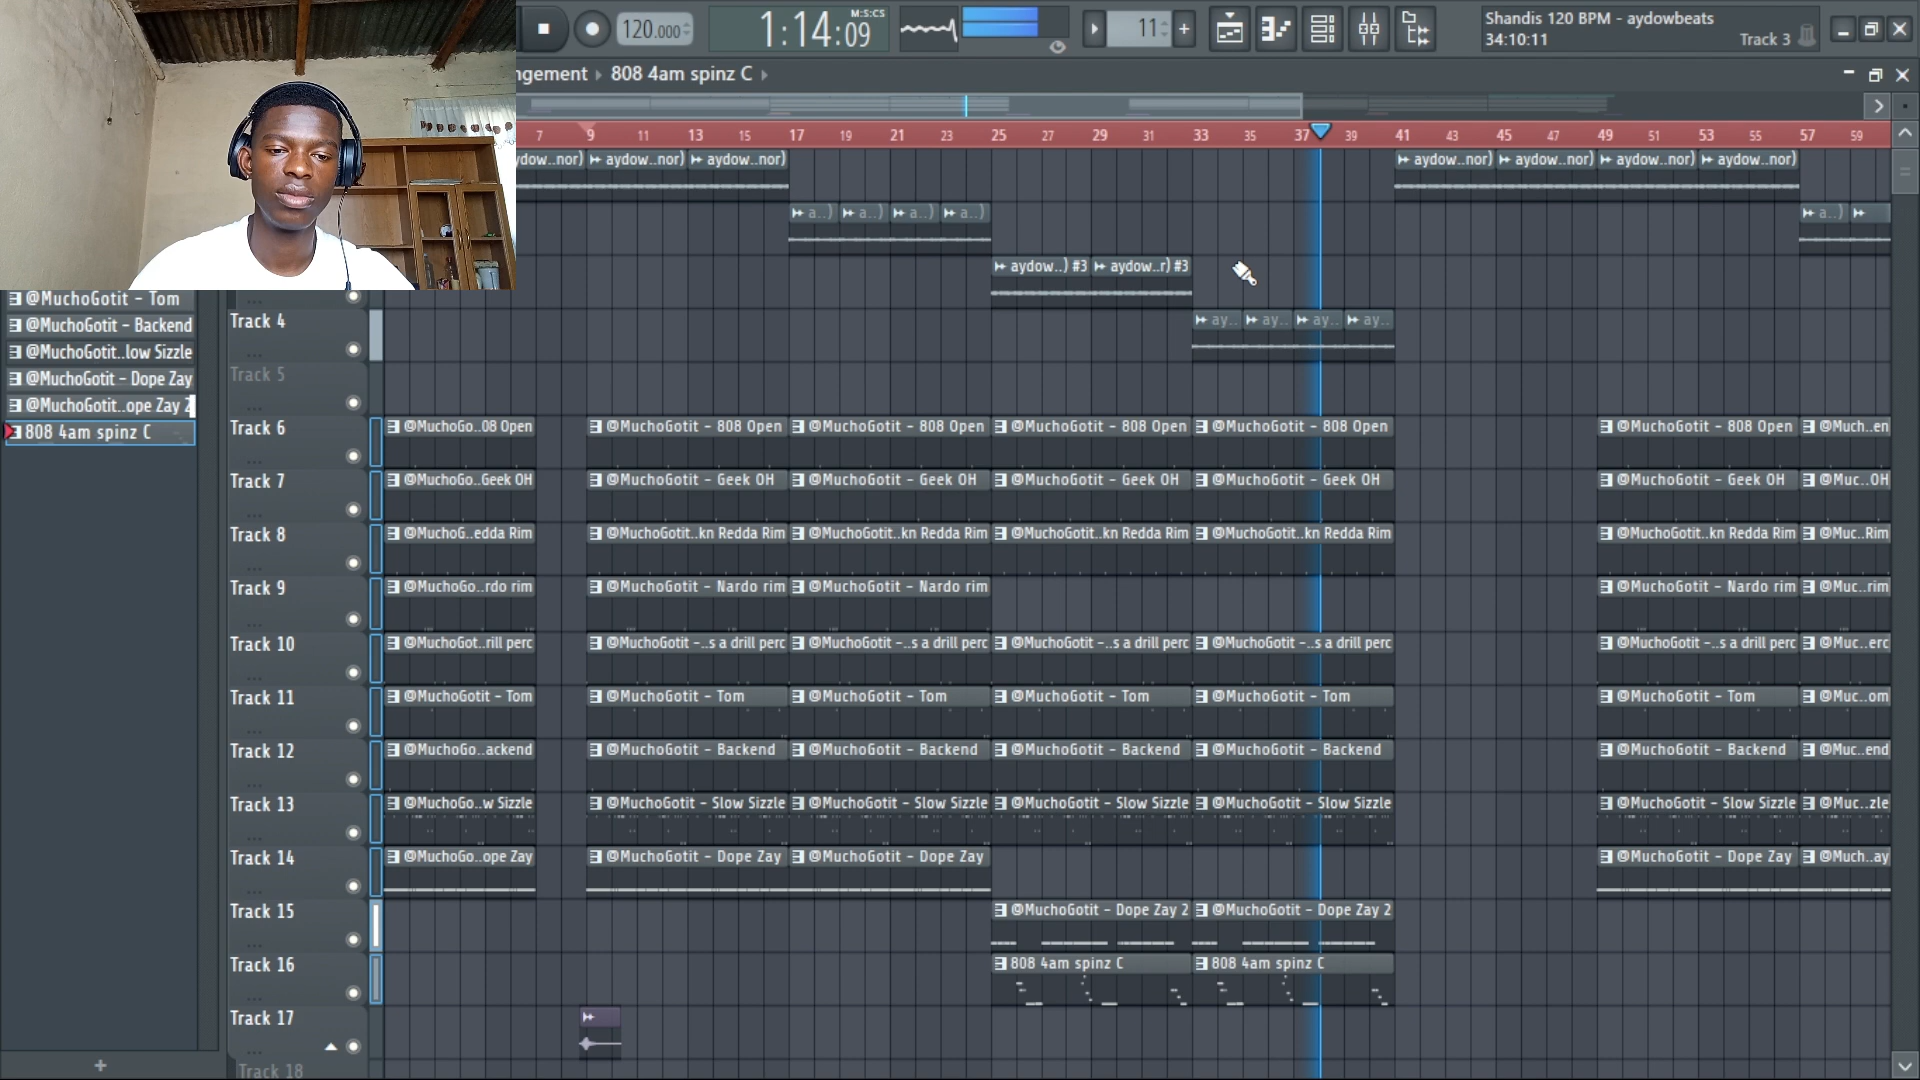 120.000
M:S:CS
1:14:09
11
Shandis 120 BPM - aydowbeats
34:10:11
Track 3
ngement 808 4am spinz C
7 9 11 13 15 17 19 21 23 25 27 29 31 33 35 37 39 41 43 45 47 49 51 53 55 57 59
ydow..nor) aydow..nor) aydow..nor) aydow..nor) aydow..nor) aydow..nor) aydow..nor)
a..) a..) a..) a..) a..)
aydow..) #3 aydow..r) #3
@MuchoGotit - Tom
@MuchoGotit - Backend
@MuchoGotit..low Sizzle
@MuchoGotit - Dope Zay
@MuchoGotit..ope Zay 2
808 4am spinz C
Track 4 ay.. ay.. ay.. ay..
Track 5
Track 6 @MuchoGo..08 Open @MuchoGotit - 808 Open @MuchoGotit - 808 Open @MuchoGotit - 808 Open @MuchoGotit - 808 Open @MuchoGotit - 808 Open @Much..en
Track 7 @MuchoGo..Geek OH @MuchoGotit - Geek OH @MuchoGotit - Geek OH @MuchoGotit - Geek OH @MuchoGotit - Geek OH @MuchoGotit - Geek OH @Muc..OH
Track 8 @MuchoG..edda Rim @MuchoGotit..kn Redda Rim @MuchoGotit..kn Redda Rim @MuchoGotit..kn Redda Rim @MuchoGotit..kn Redda Rim @MuchoGotit..kn Redda Rim @Muc..Rim
Track 9 @MuchoGo..rdo rim @MuchoGotit - Nardo rim @MuchoGotit - Nardo rim @MuchoGotit - Nardo rim @Muc..rim
Track 10 @MuchoGot..rill perc @MuchoGotit -..s a drill perc @MuchoGotit -..s a drill perc @MuchoGotit -..s a drill perc @MuchoGotit -..s a drill perc @MuchoGotit -..s a drill perc @Muc..erc
Track 11 @MuchoGotit - Tom @MuchoGotit - Tom @MuchoGotit - Tom @MuchoGotit - Tom @MuchoGotit - Tom @MuchoGotit - Tom @Muc..om
Track 12 @MuchoGo..ackend @MuchoGotit - Backend @MuchoGotit - Backend @MuchoGotit - Backend @MuchoGotit - Backend @MuchoGotit - Backend @Muc..end
Track 13 @MuchoGo..w Sizzle @MuchoGotit - Slow Sizzle @MuchoGotit - Slow Sizzle @MuchoGotit - Slow Sizzle @MuchoGotit - Slow Sizzle @MuchoGotit - Slow Sizzle @Muc..zle
Track 14 @MuchoGo..ope Zay @MuchoGotit - Dope Zay @MuchoGotit - Dope Zay @MuchoGotit - Dope Zay @Much..ay
Track 15 @MuchoGotit - Dope Zay 2 @MuchoGotit - Dope Zay 2
Track 16 808 4am spinz C 808 4am spinz C
Track 17
Track 18